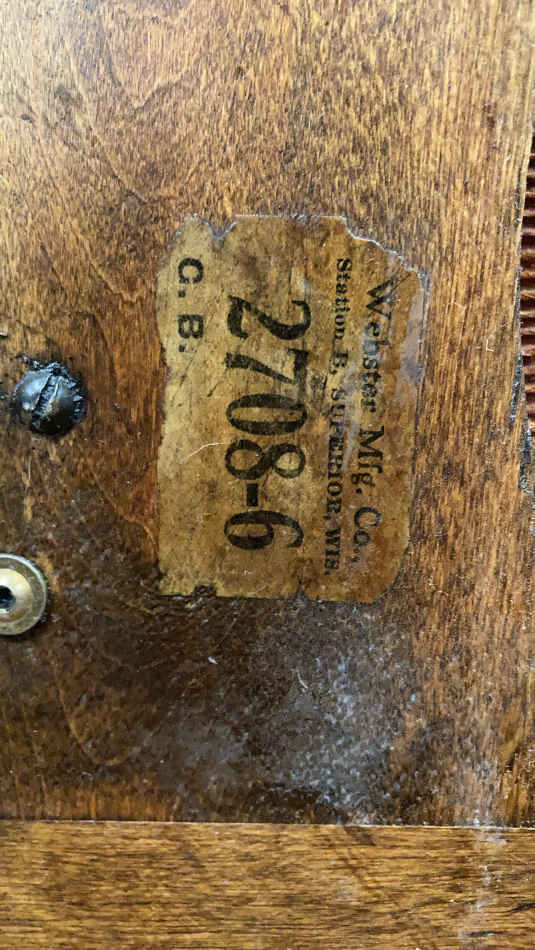 Webster Mfg. Co.,
Station B, SUPERIOR, WIS.
2708-6
C. B.